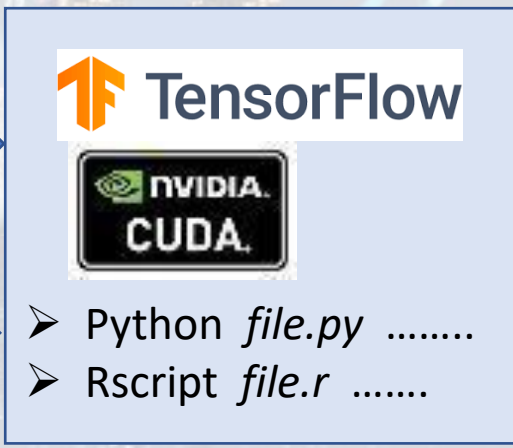 TensorFlow
NVIDIA.
CUDA.
➢ Python file.py ........
➢ Rscript file.r .......